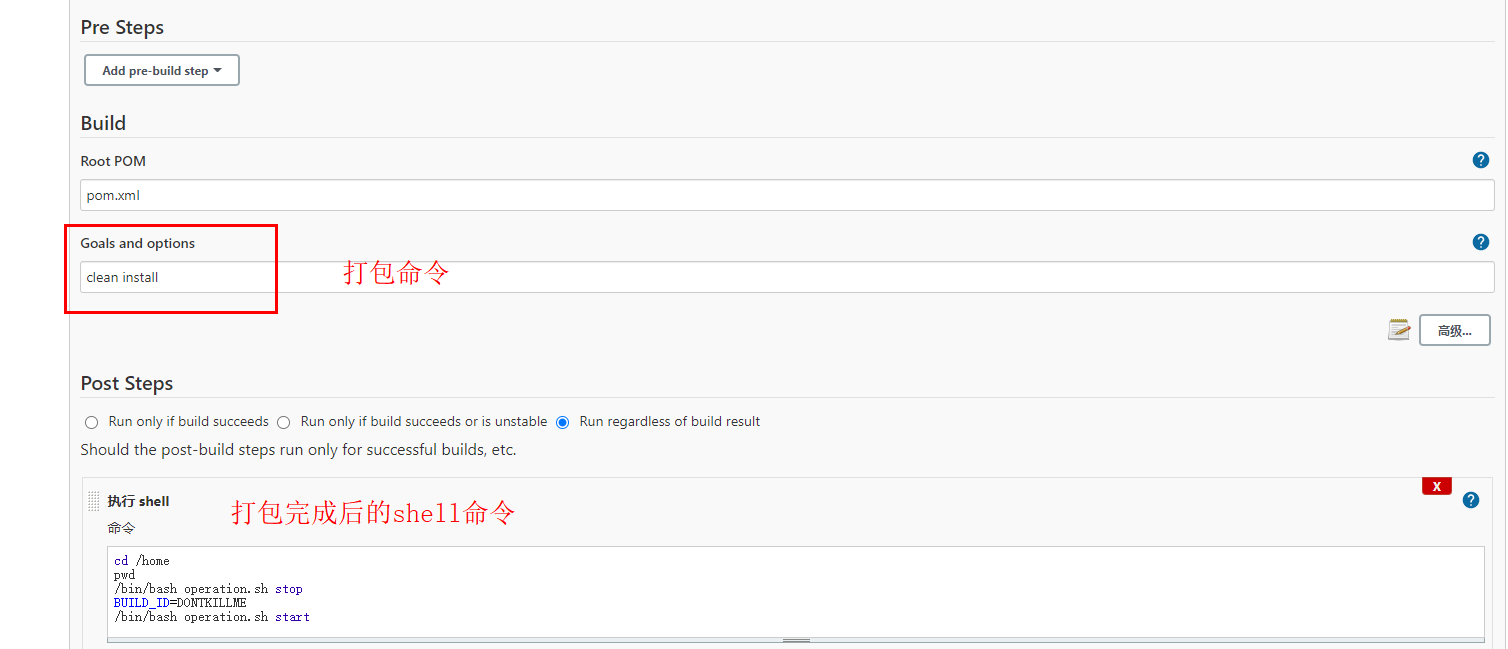 Pre Steps
Add pre-build step
Build
Root POM
pom.xml
Goals and options
clean install
打包命令
高级...
Post Steps
Run only if build succeeds Run only if build succeeds or is unstable Run regardless of build result
Should the post-build steps run only for successful builds, etc.
X
执行 shell
打包完成后的shell命令
命令
cd /home
pwd
/bin/bash operation.sh stop
BUILD_ID=DONTKILLME
/bin/bash operation.sh start